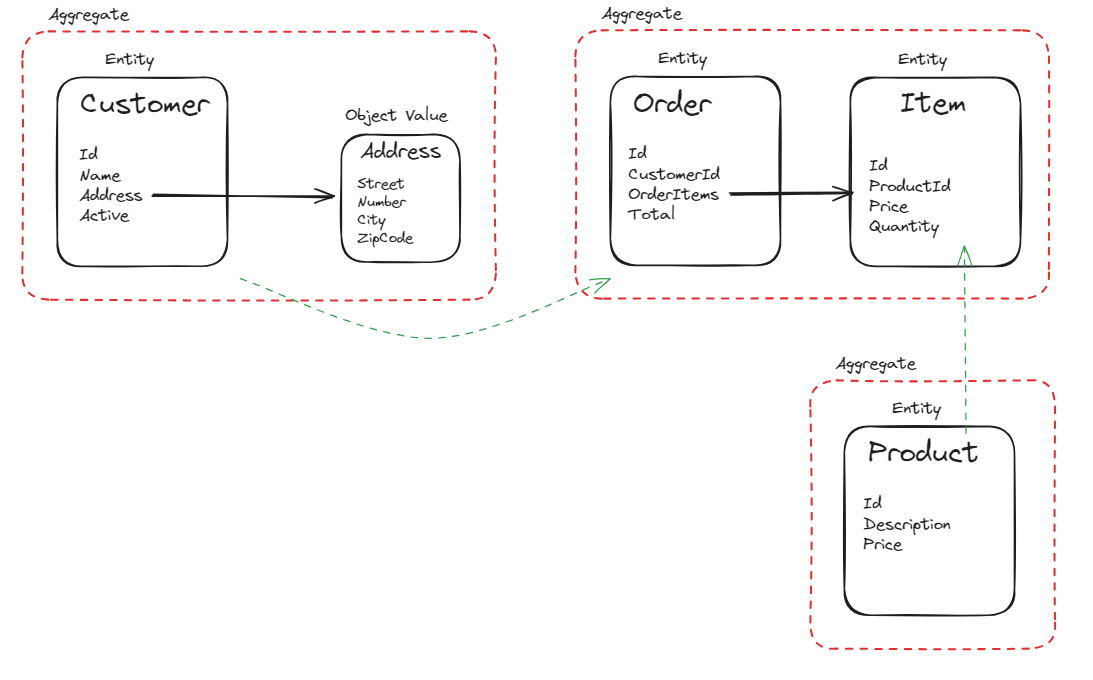 Aggregate
Entity
Customer
Id
Name
Address
Active
Object Value
Address
Street
Number
City
ZipCode
Aggregate
Entity
Order
Id
CustomerId
OrderItems
Total
Entity
Item
Id
ProductId
Price
Quantity
Aggregate
Entity
Product
Id
Description
Price